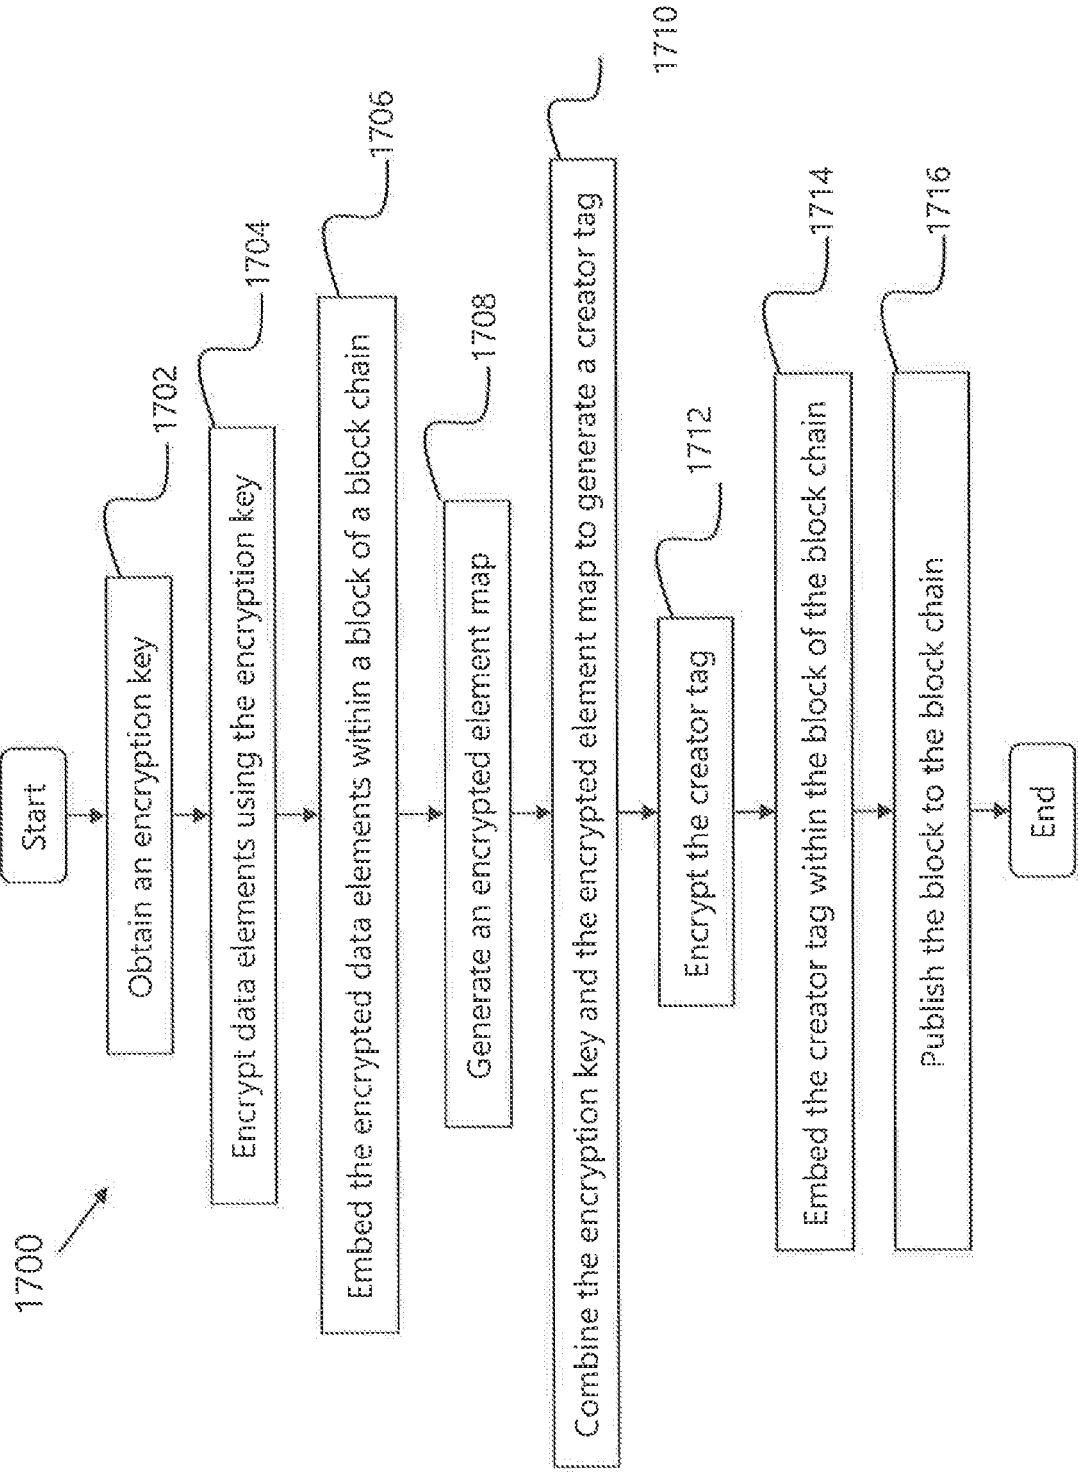 1700
Start
Obtain an encryption key
1702
Encrypt data elements using the encryption key
1704
Embed the encrypted data elements within a block of a block chain
1706
Generate an encrypted element map
1708
Combine the encryption key and the encrypted element map to generate a creator tag
1710
Encrypt the creator tag
1712
Embed the creator tag within the block of the block chain
1714
Publish the block to the block chain
1716
End